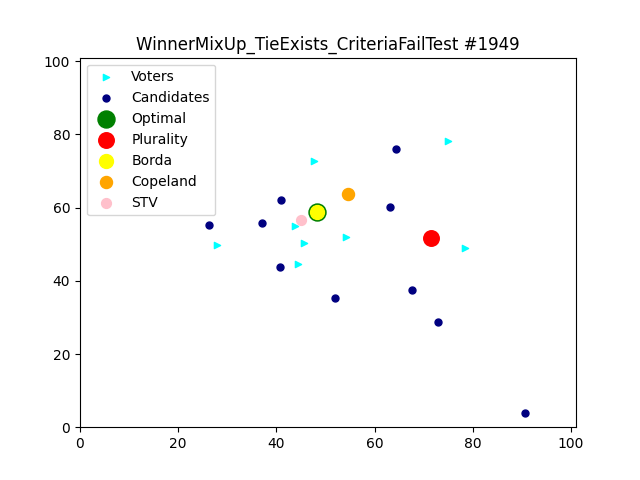 WinnerMixUp_TieExists_CriteriaFailTest #1949
Voters
Candidates
Optimal
Plurality
Borda
Copeland
STV
100
80
60
40
20
0
0 20 40 60 80 100